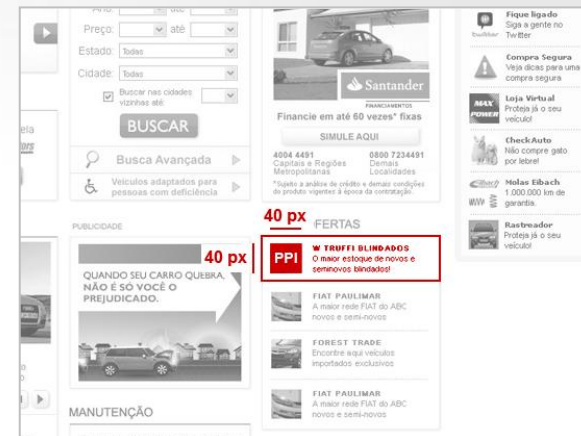 Ano:
até
Preço:
até
Estado:
Todas
Cidade:
Todas
Buscar nas cidades
vizinhas até:
BUSCAR
Busca Avançada
Veículos adaptados para
pessoas com deficiência
Santander
FINANCIAMENTOS
Financie em até 60 vezes* fixas
SIMULE AQUI
4004 4491
Capitais e Regiões
Metropolitanas
0800 7234491
Demais
Localidades
*Sujeito a análise de crédito e demais condições
do produto vigentes à época da contratação.
Fique ligado
Siga a gente no
Twitter
twitter
Compra Segura
Veja dicas para uma
compra segura
MAX
POWER
Loja Virtual
Proteja já o seu
veículo!
CheckAuto
Não compre gato
por lebre!
Eibach
Molas Eibach
1.000.000 km de
garantia.
Rastreador
Proteja já o seu
veículo!
PUBLICIDADE
40 px
QUANDO SEU CARRO QUEBRA,
NÃO É SÓ VOCÊ O
PREJUDICADO.
MANUTENÇÃO
40 px
FERTAS
PPI
W TRUFFI BLINDADOS
O maior estoque de novos e
seminovos blindados!
FIAT PAULIMAR
A maior rede FIAT do ABC
novos e semi-novos
FOREST TRADE
Encontre aqui veículos
importados exclusivos
FIAT PAULIMAR
A maior rede FIAT do ABC
novos e semi-novos